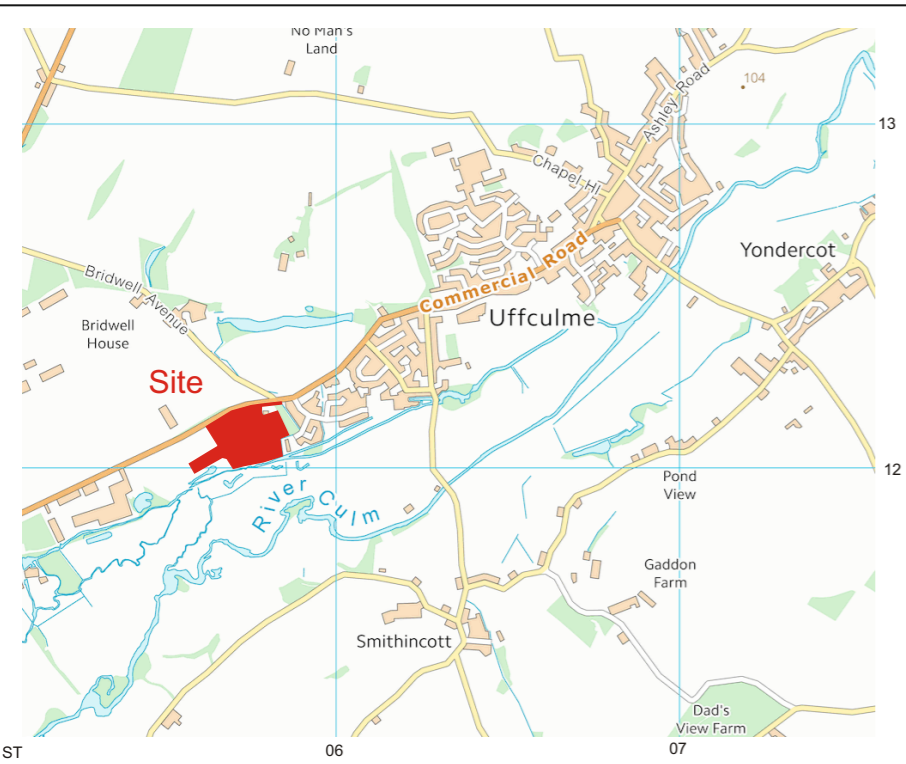 No Man's
Land
Ashley Road
104
13
Chapel Hi
Yondercot
Bridwell Avenue
Commercial Road
Uffculme
Bridwell
House
Site
12
Pond
View
River Culm
Gaddon
Farm
Smithincott
Dad's
View Farm
ST
06
07